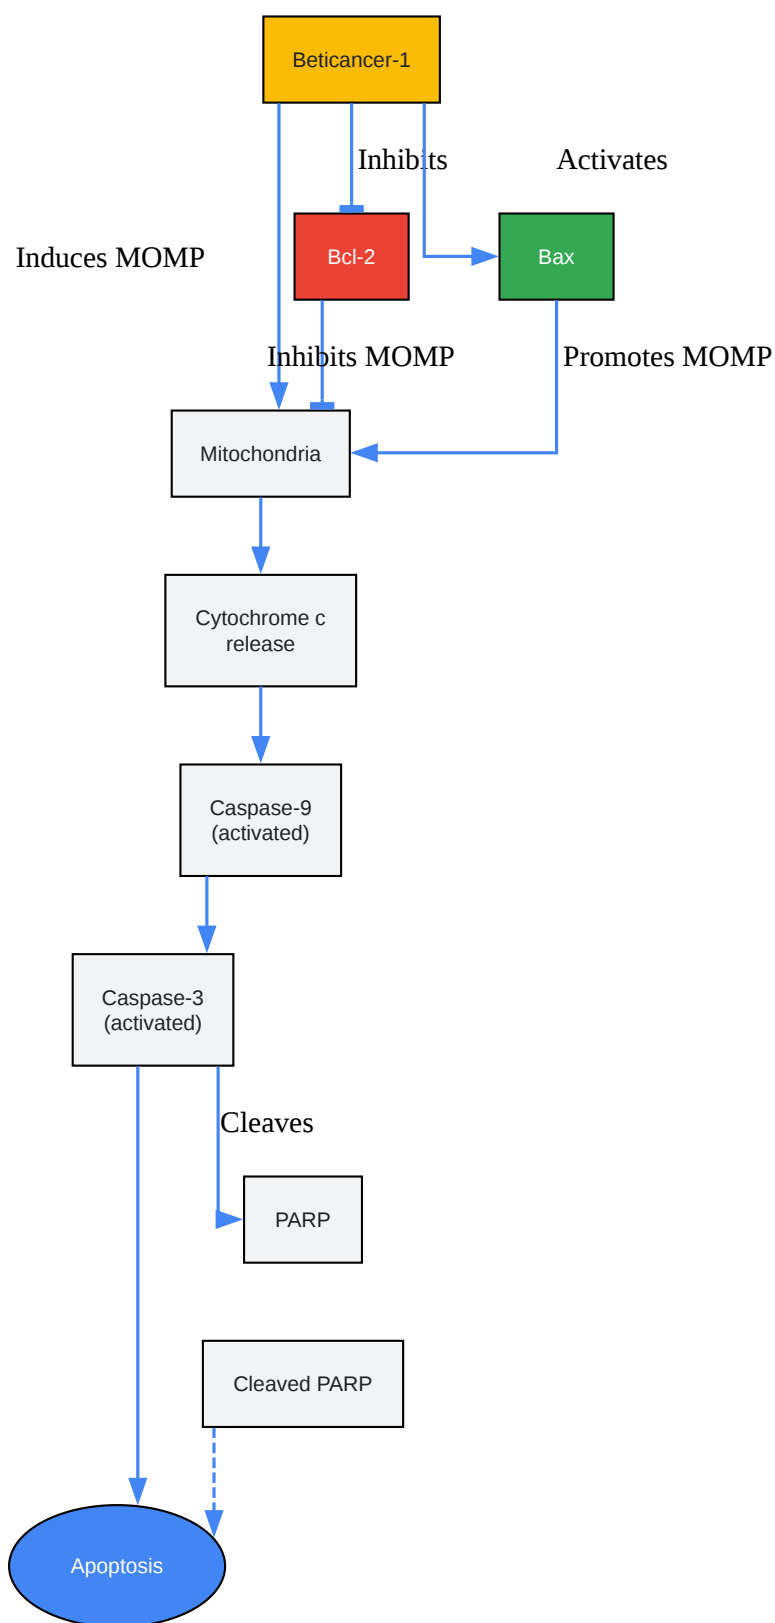 Beticancer-1
Inhibits
Activates
Induces MOMP
Bcl-2
Bax
Inhibits MOMP
Promotes MOMP
Mitochondria
Cytochrome c
release
Caspase-9
(activated)
Caspase-3
(activated)
Cleaves
PARP
Cleaved PARP
Apoptosis